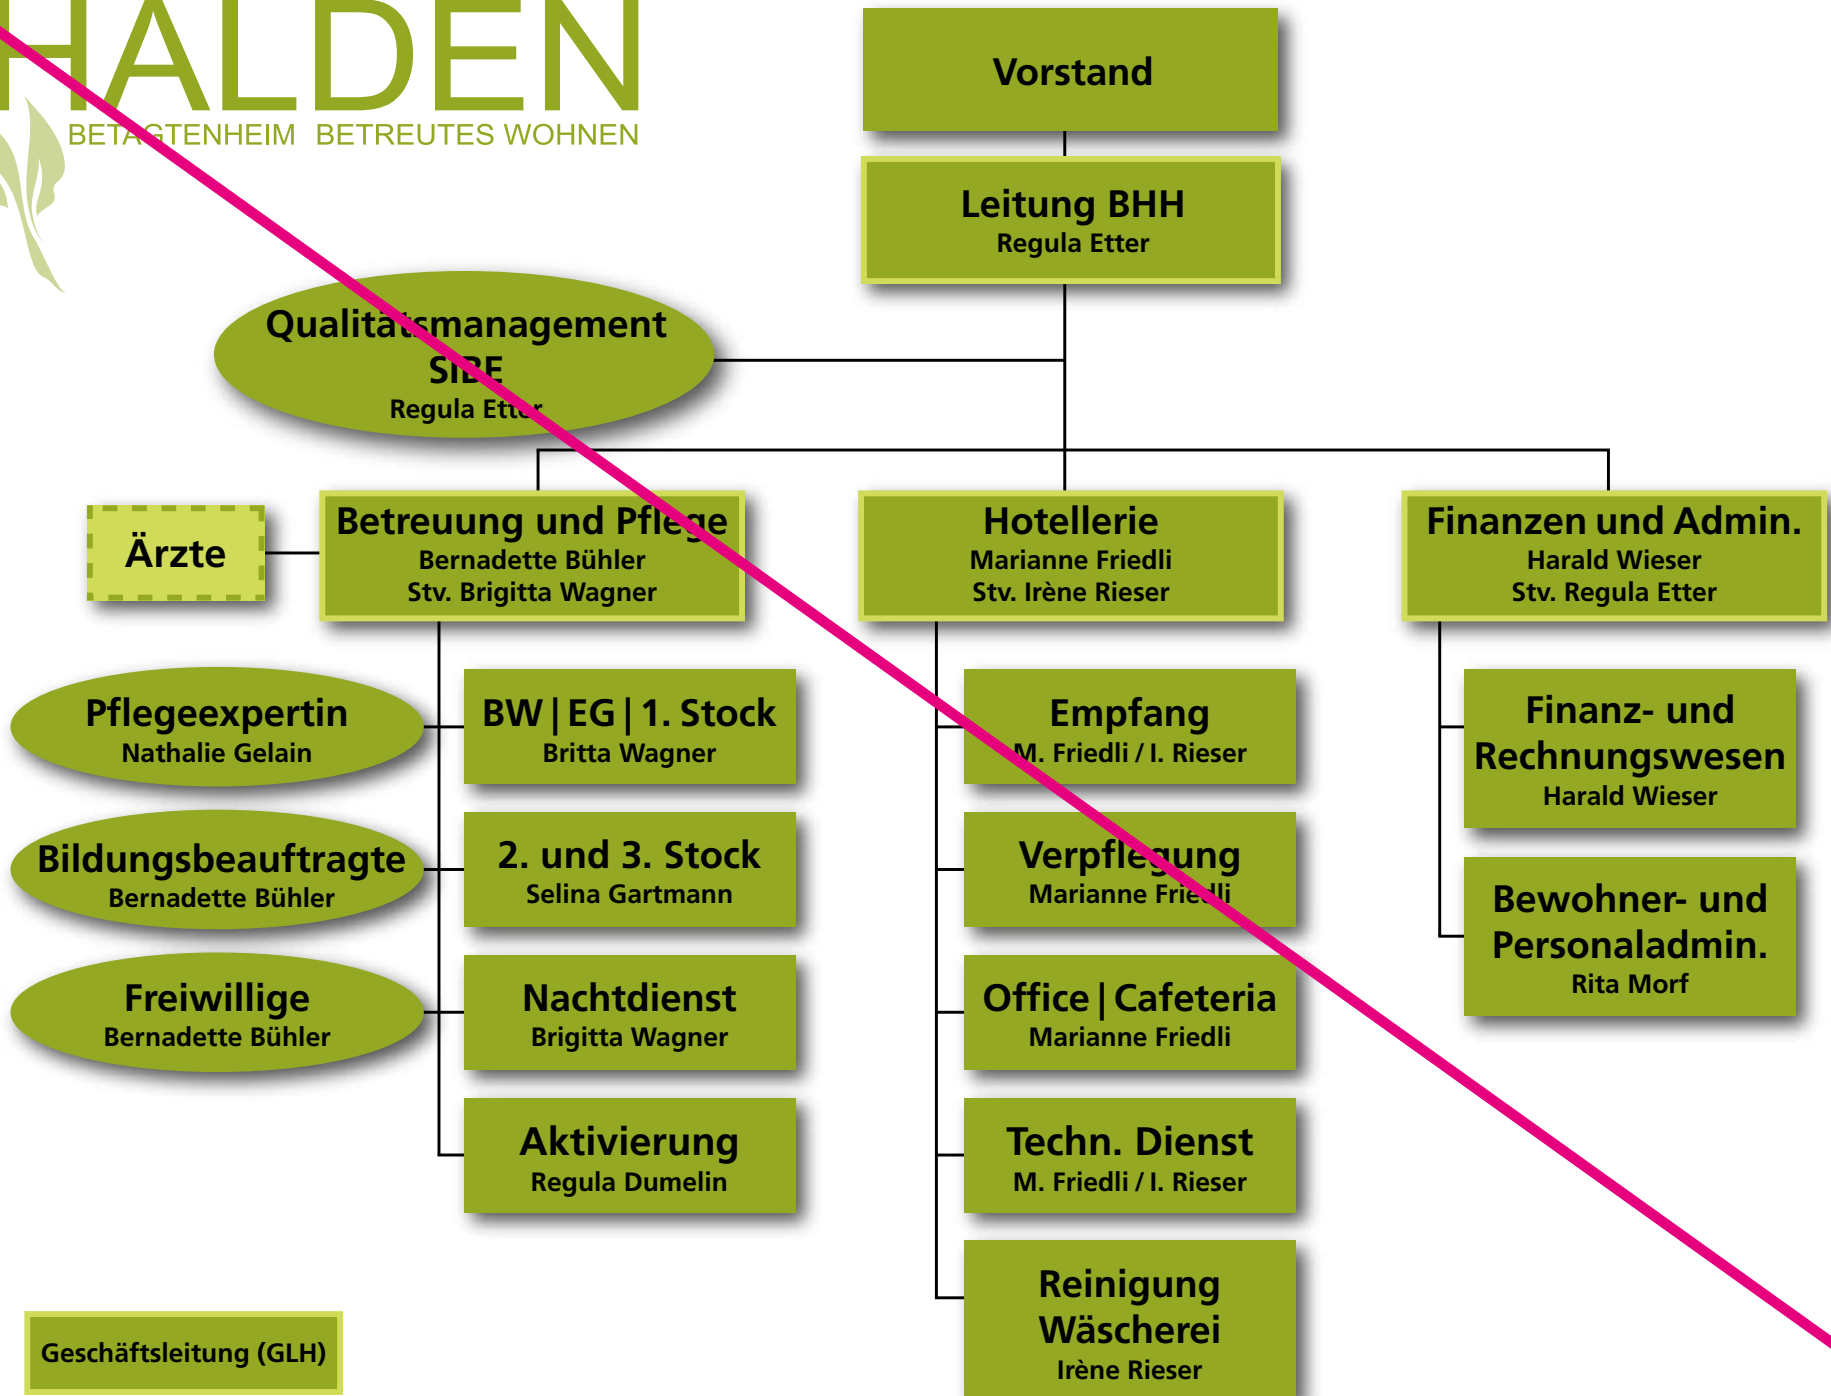 HALDEN
BETAGTENHEIM BETREUTES WOHNEN
Vorstand
Leitung BHH
Regula Etter
Qualitätsmanagement
SIBE
Regula Etter
Ärzte
Betreuung und Pflege
Bernadette Bühler
Stv. Brigitta Wagner
Hotellerie
Marianne Friedli
Stv. Irène Rieser
Finanzen und Admin.
Harald Wieser
Stv. Regula Etter
Pflegeexpertin
Nathalie Gelain
BW | EG | 1. Stock
Britta Wagner
Empfang
M. Friedli / I. Rieser
Finanz- und
Rechnungswesen
Harald Wieser
Bildungsbeauftragte
Bernadette Bühler
2. und 3. Stock
Selina Gartmann
Verpflegung
Marianne Friedli
Bewohner- und
Personaladmin.
Rita Morf
Freiwillige
Bernadette Bühler
Nachtdienst
Brigitta Wagner
Office | Cafeteria
Marianne Friedli
Aktivierung
Regula Dumelin
Techn. Dienst
M. Friedli / I. Rieser
Reinigung
Wäscherei
Irène Rieser
Geschäftsleitung (GLH)